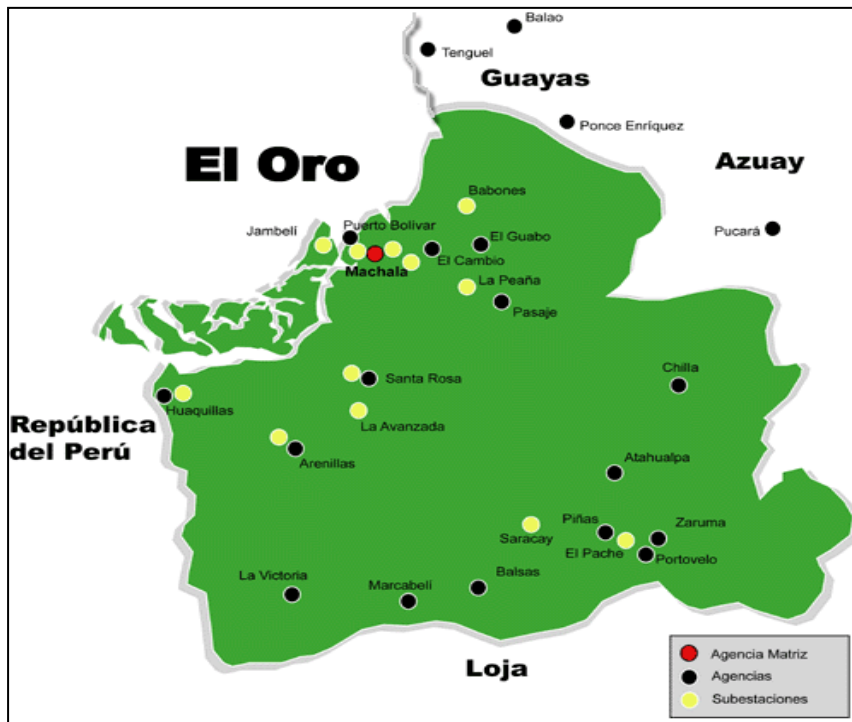 Balao
Tenguel
Guayas
Ponce Enríquez
El Oro
Azuay
Babones
Jambelí
Puerto Bolívar
Pucará
El Guabo
El Cambio
Machala
La Peaña
Pasaje
Chilla
Santa Rosa
Huaquillas
República
del Perú
La Avanzada
Arenillas
Atahualpa
Piñas
Zaruma
Saracay
El Pache
Portovelo
La Victoria
Marcabelí
Balsas
Loja
Agencia Matriz
Agencias
Subestaciones